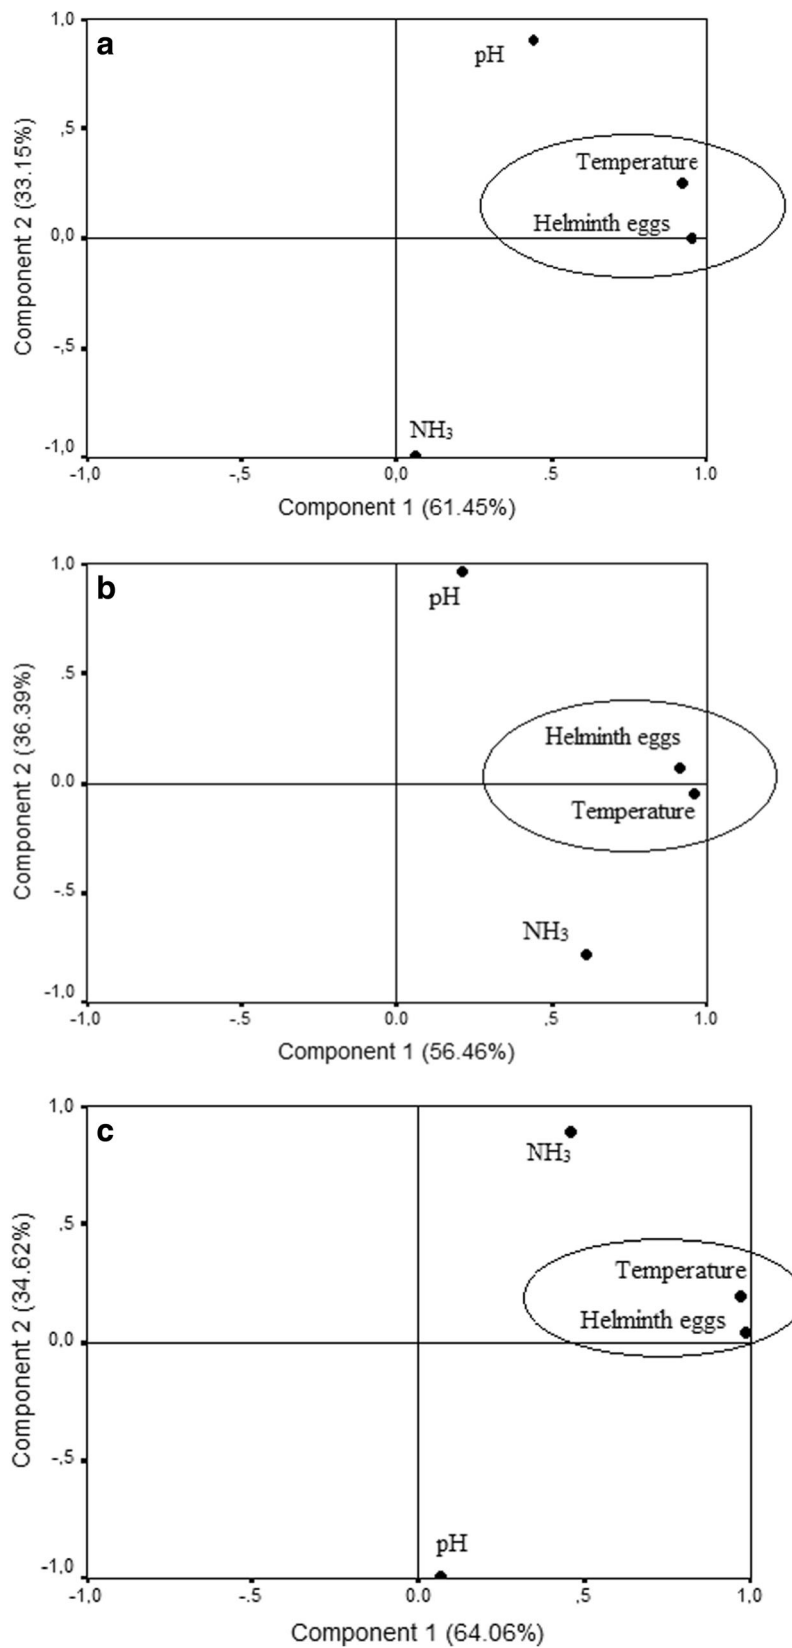 a
1,0
pH
,5
Temperature
Component 2 (33.15%)
Helminth eggs
0,0
-,5
NH₃
-1,0
-1,0 -,5 0,0 ,5 1.0
Component 1 (61.45%)
b
1.0
pH
.5
Component 2 (36.39%)
Helminth eggs
0.0
Temperature
-.5
NH₃
-1.0
-1.0 -.5 0.0 ,5 1.0
Component 1 (56.46%)
c
1.0
NH₃
,5
Component 2 (34.62%)
Temperature
Helminth eggs
0.0
-.5
pH
-1.0
-1,0 -.5 0.0 ,5 1,0
Component 1 (64.06%)